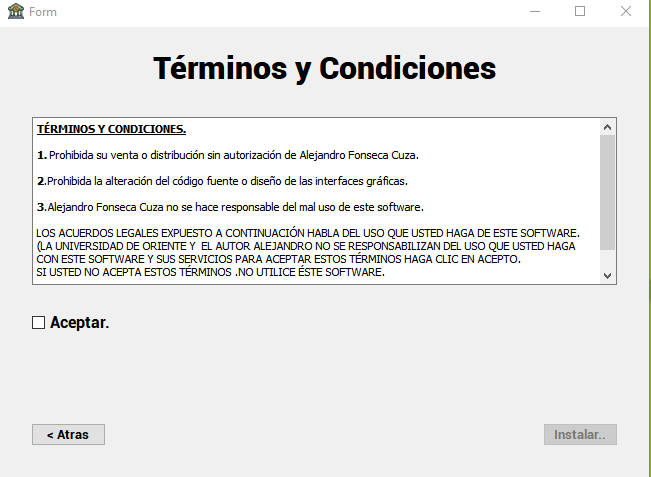 Form
Términos y Condiciones
TÉRMINOS Y CONDICIONES.
1. Prohibida su venta o distribución sin autorización de Alejandro Fonseca Cuza.
2.Prohibida la alteración del código fuente o diseño de las interfaces gráficas.
3.Alejandro Fonseca Cuza no se hace responsable del mal uso de este software.
LOS ACUERDOS LEGALES EXPUESTO A CONTINUACIÓN HABLA DEL USO QUE USTED HAGA DE ESTE SOFTWARE.
(LA UNIVERSIDAD DE ORIENTE Y EL AUTOR ALEJANDRO NO SE RESPONSABILIZAN DEL USO QUE USTED HAGA
CON ESTE SOFTWARE Y SUS SERVICIOS PARA ACEPTAR ESTOS TÉRMINOS HAGA CLIC EN ACEPTO.
SI USTED NO ACEPTA ESTOS TÉRMINOS .NO UTILICE ÉSTE SOFTWARE.
Aceptar.
< Atras
Instalar..